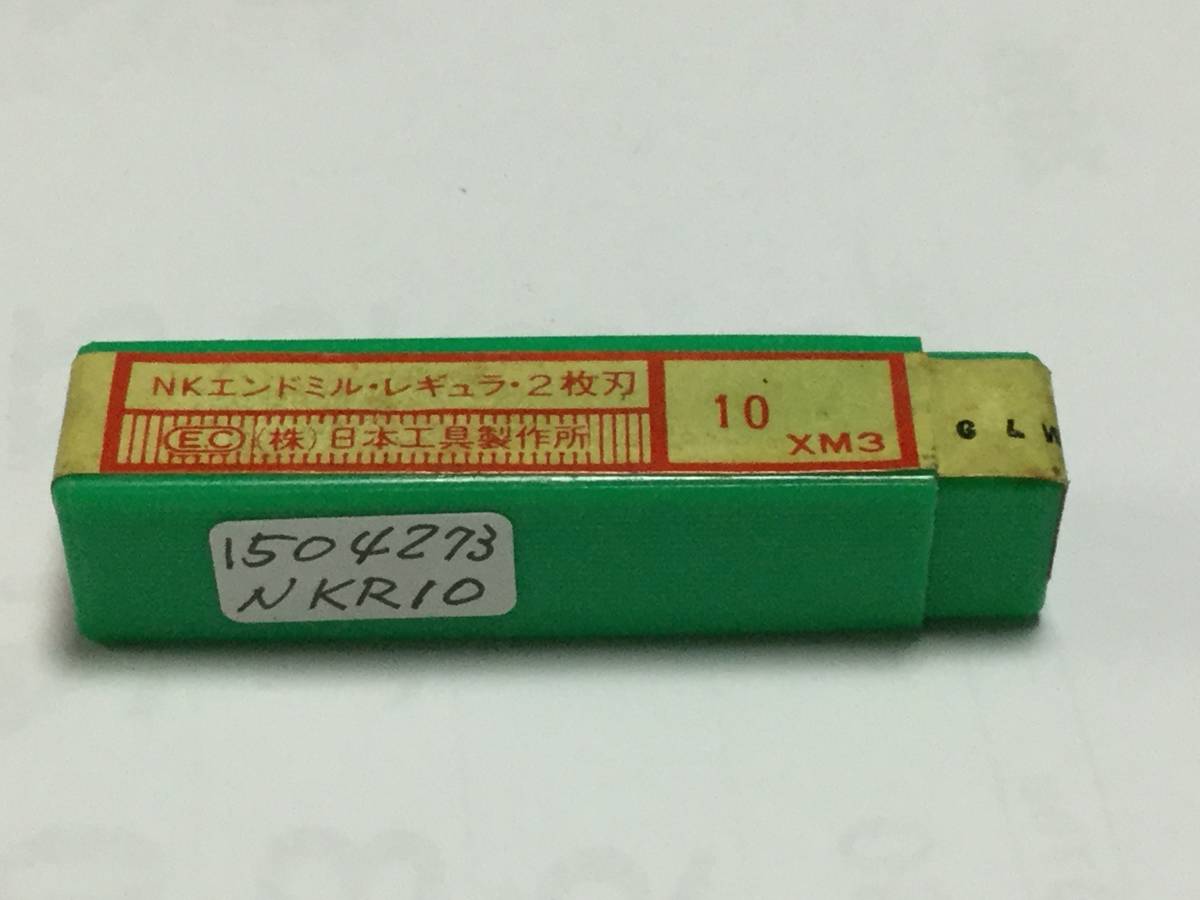 NKエンドミル・レギュラ・2枚刃
EC (株)日本工具製作所
10
XM3
G L W
1504273
NKR10